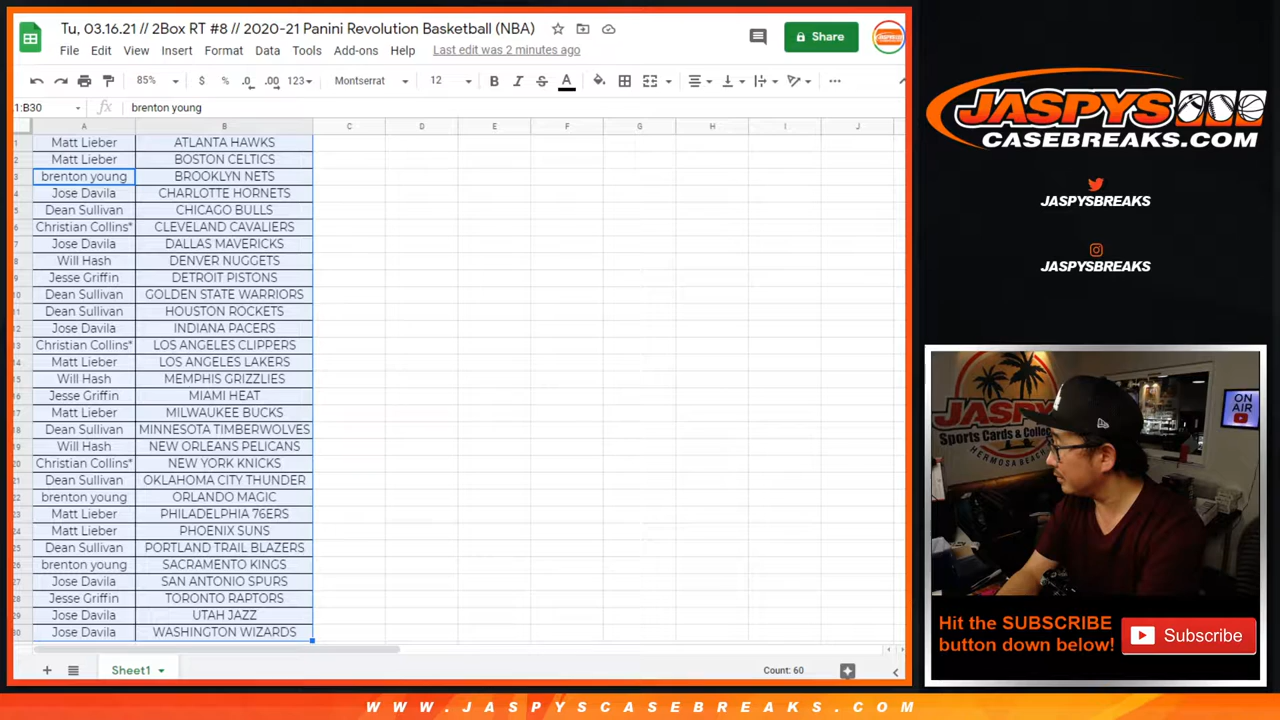 Tu, 03.16.21 // 2Box RT #8 // 2020-21 Panini Revolution Basketball (NBA)
File Edit View Insert Format Data Tools Add-ons Help Last edit was 2 minutes ago
Share
85% $ % .0 .00 123 Montserrat 12 B I S A
1:B30 fx brenton young
A B C D E F G H I J
1 Matt Lieber ATLANTA HAWKS
2 Matt Lieber BOSTON CELTICS
3 brenton young BROOKLYN NETS
4 Jose Davila CHARLOTTE HORNETS
5 Dean Sullivan CHICAGO BULLS
6 Christian Collins* CLEVELAND CAVALIERS
7 Jose Davila DALLAS MAVERICKS
8 Will Hash DENVER NUGGETS
9 Jesse Griffin DETROIT PISTONS
10 Dean Sullivan GOLDEN STATE WARRIORS
11 Dean Sullivan HOUSTON ROCKETS
12 Jose Davila INDIANA PACERS
13 Christian Collins* LOS ANGELES CLIPPERS
14 Matt Lieber LOS ANGELES LAKERS
15 Will Hash MEMPHIS GRIZZLIES
16 Jesse Griffin MIAMI HEAT
17 Matt Lieber MILWAUKEE BUCKS
18 Dean Sullivan MINNESOTA TIMBERWOLVES
19 Will Hash NEW ORLEANS PELICANS
20 Christian Collins* NEW YORK KNICKS
21 Dean Sullivan OKLAHOMA CITY THUNDER
22 brenton young ORLANDO MAGIC
23 Matt Lieber PHILADELPHIA 76ERS
24 Matt Lieber PHOENIX SUNS
25 Dean Sullivan PORTLAND TRAIL BLAZERS
26 brenton young SACRAMENTO KINGS
27 Jose Davila SAN ANTONIO SPURS
28 Jesse Griffin TORONTO RAPTORS
29 Jose Davila UTAH JAZZ
30 Jose Davila WASHINGTON WIZARDS
Sheet1
Count: 60
JASPYS
CASEBREAKS.COM
JASPYSBREAKS
JASPYSBREAKS
JASPYS
Sports Cards & Collec
HERMOSA BEACH
ON
AIR
Hit the SUBSCRIBE
button down below!
Subscribe
WWW.JASPYSCASEBREAKS.COM